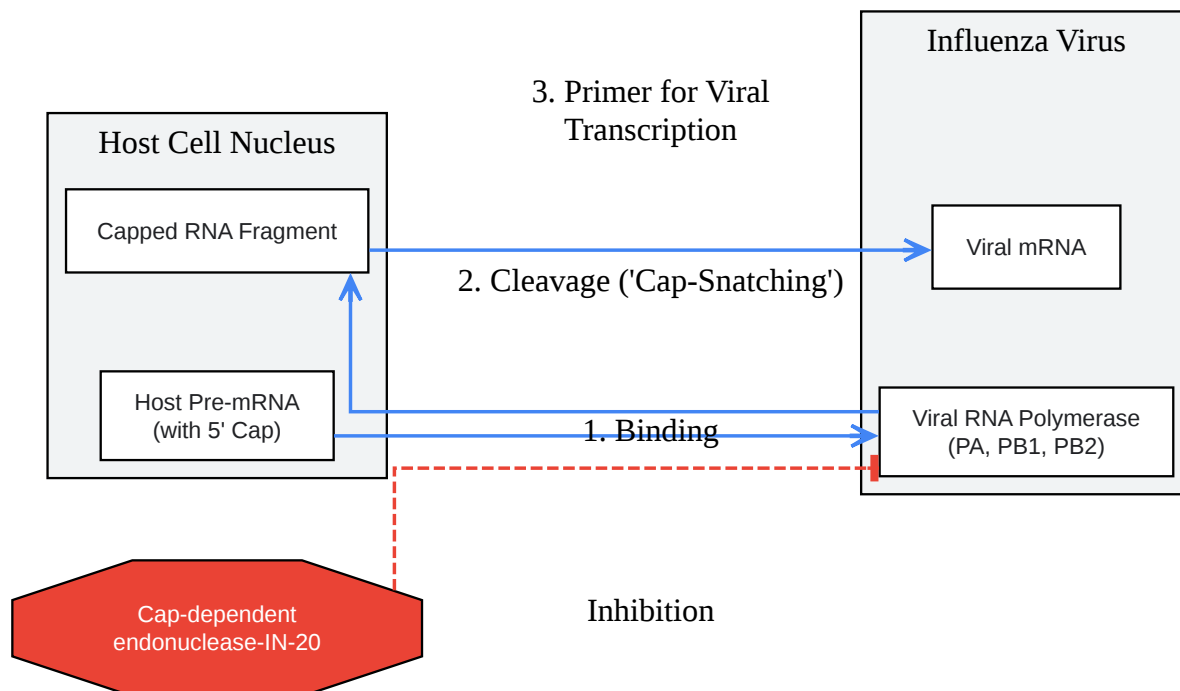 Influenza Virus
3. Primer for Viral
Transcription
Host Cell Nucleus
Capped RNA Fragment
Viral mRNA
2. Cleavage ('Cap-Snatching')
Host Pre-mRNA
(with 5' Cap)
1. Binding
Viral RNA Polymerase
(PA, PB1, PB2)
Cap-dependent
endonuclease-IN-20
Inhibition